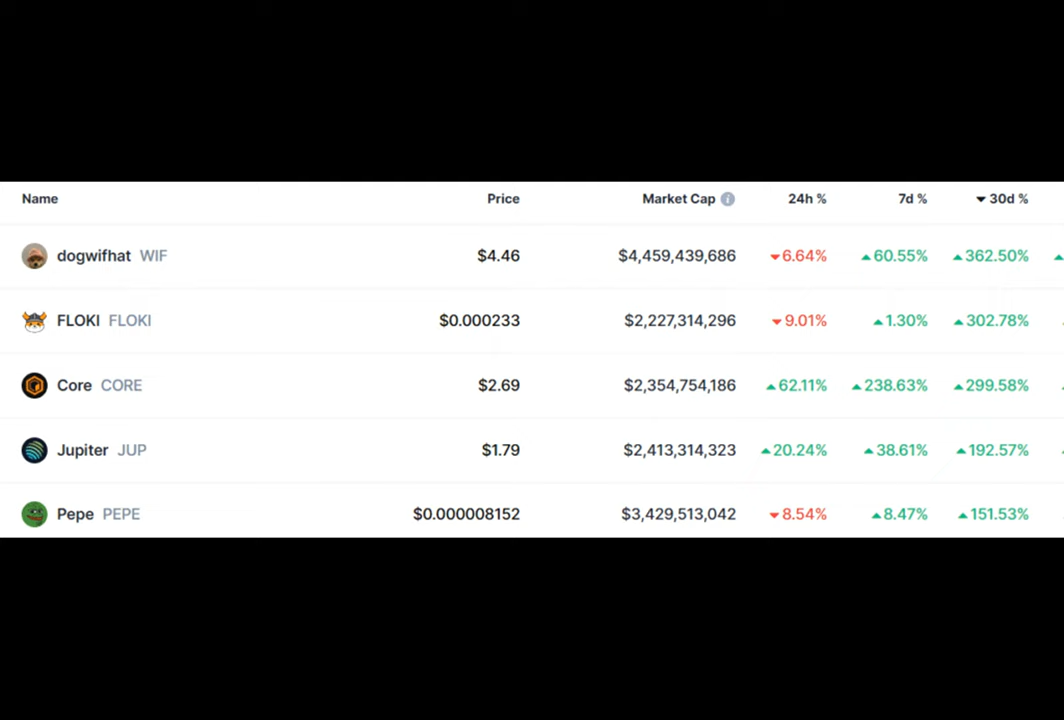 Name Price Market Cap 24h % 7d % 30d %
dogwifhat WIF $4.46 $4,459,439,686 6.64% 60.55% 362.50%
FLOKI FLOKI $0.000233 $2,227,314,296 9.01% 1.30% 302.78%
Core CORE $2.69 $2,354,754,186 62.11% 238.63% 299.58%
Jupiter JUP $1.79 $2,413,314,323 20.24% 38.61% 192.57%
Pepe PEPE $0.000008152 $3,429,513,042 8.54% 8.47% 151.53%